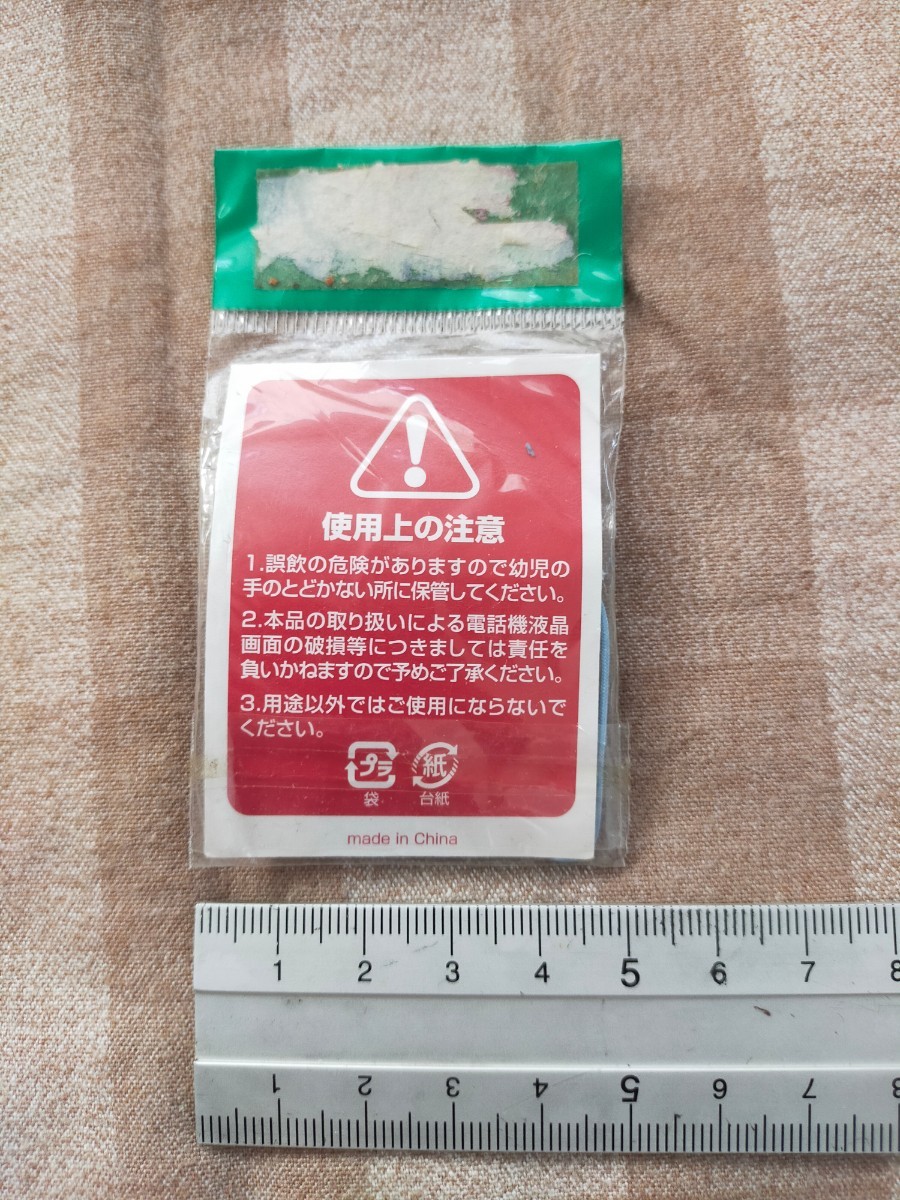 使用上の注意
1.誤飲の危険がありますので幼児の
手のとどかない所に保管してください。
2.本品の取り扱いによる電話機液晶
画面の破損等につきましては責任を
負いかねますので予めご了承ください。
3.用途以外ではご使用にならないで
ください。
プラ 紙
袋 台紙
made in China
1 2 3 4 5 6 7 8
1 2 3 4 5 6 7 8